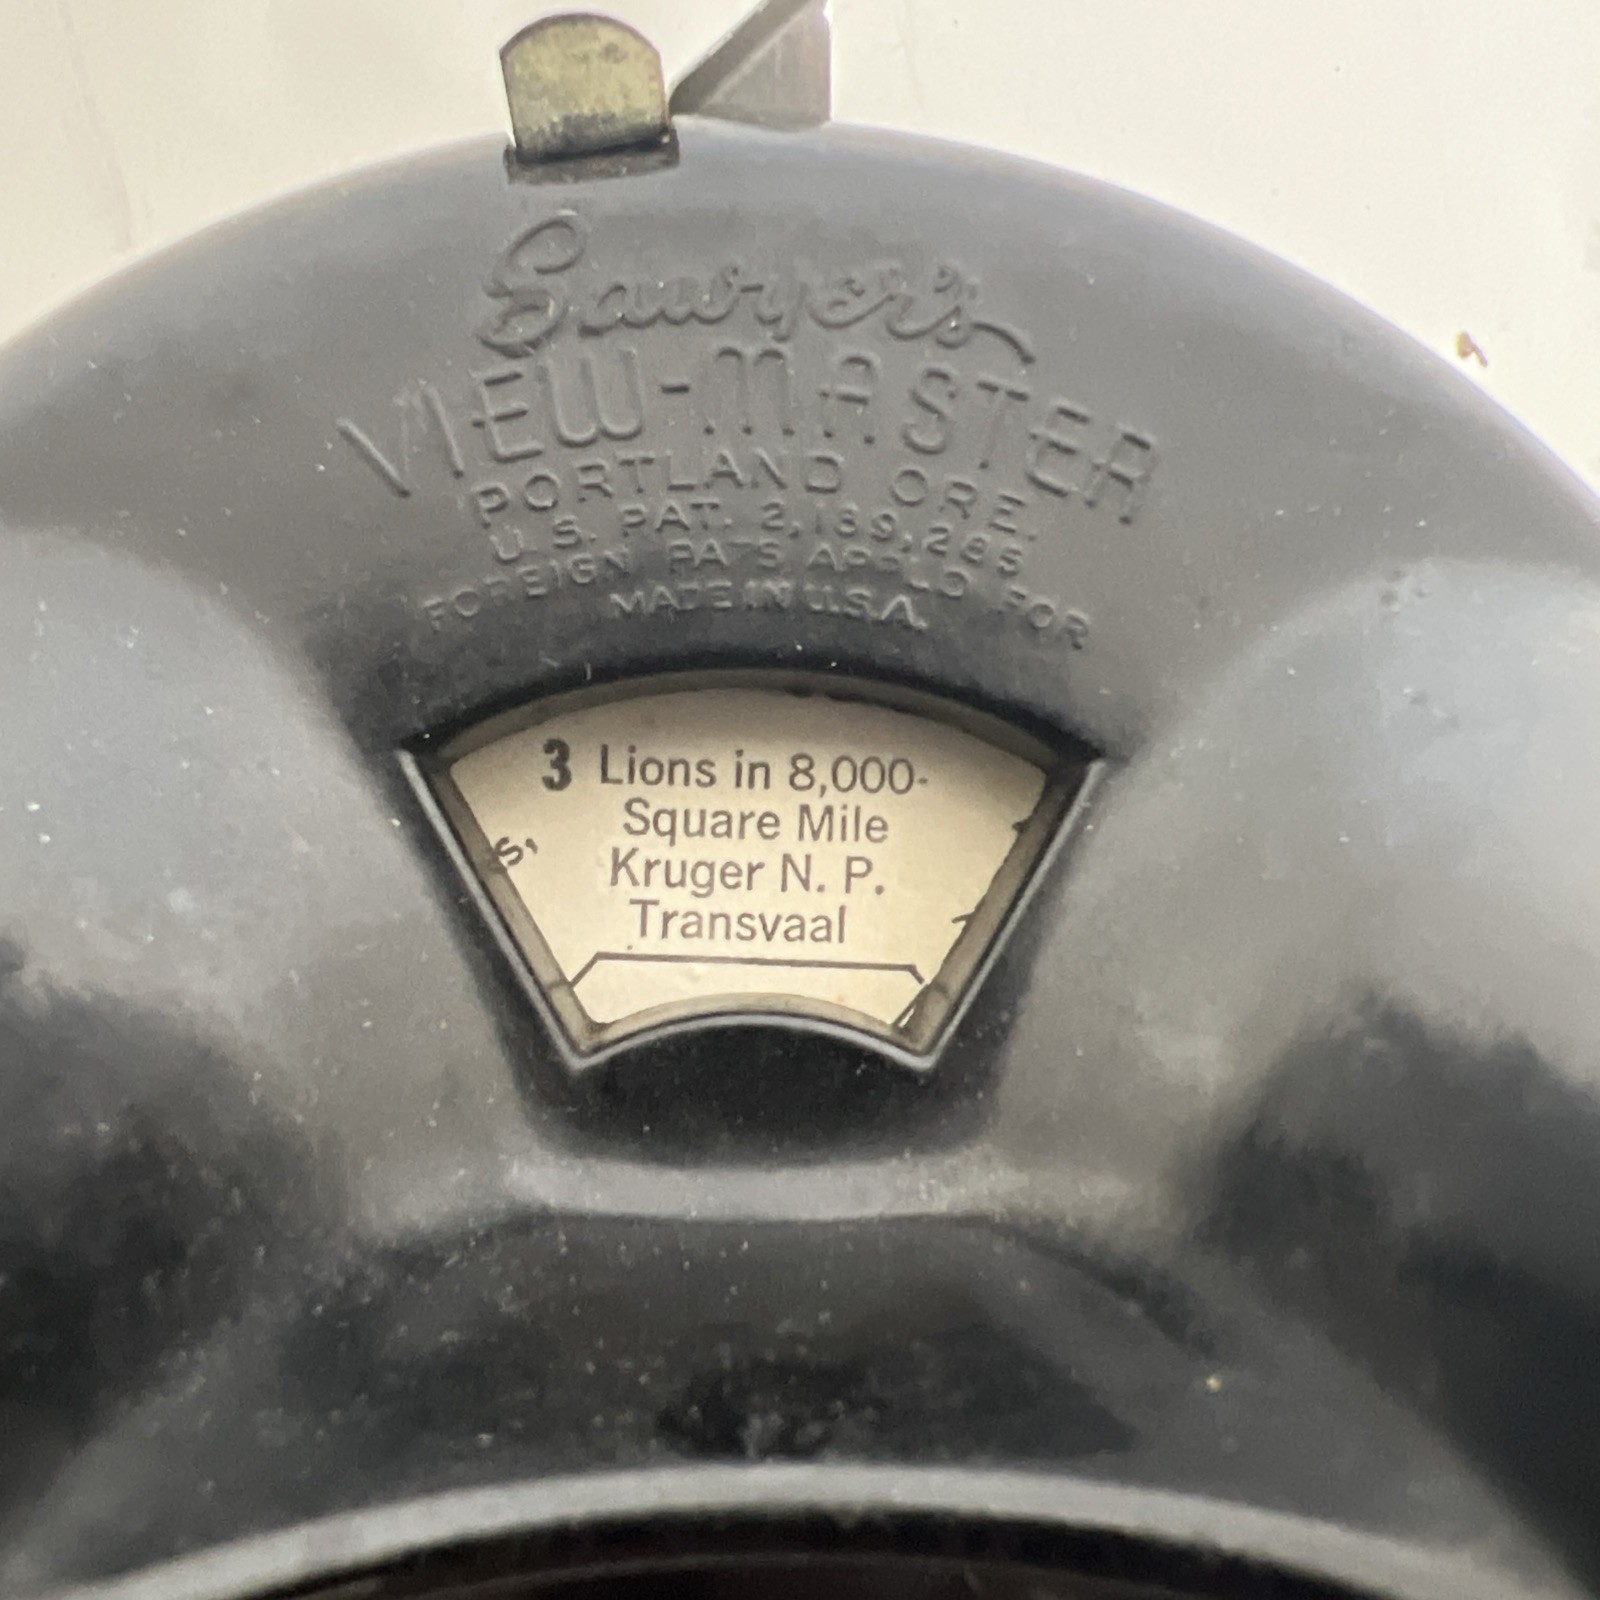 Sawyer's
VIEW-MASTER
PORTLAND ORE.
U.S. PAT. 2,189,285
FOREIGN PATS APPL'D FOR
MADE IN U.S.A.
3 Lions in 8,000-
Square Mile
Kruger N. P.
Transvaal
s,